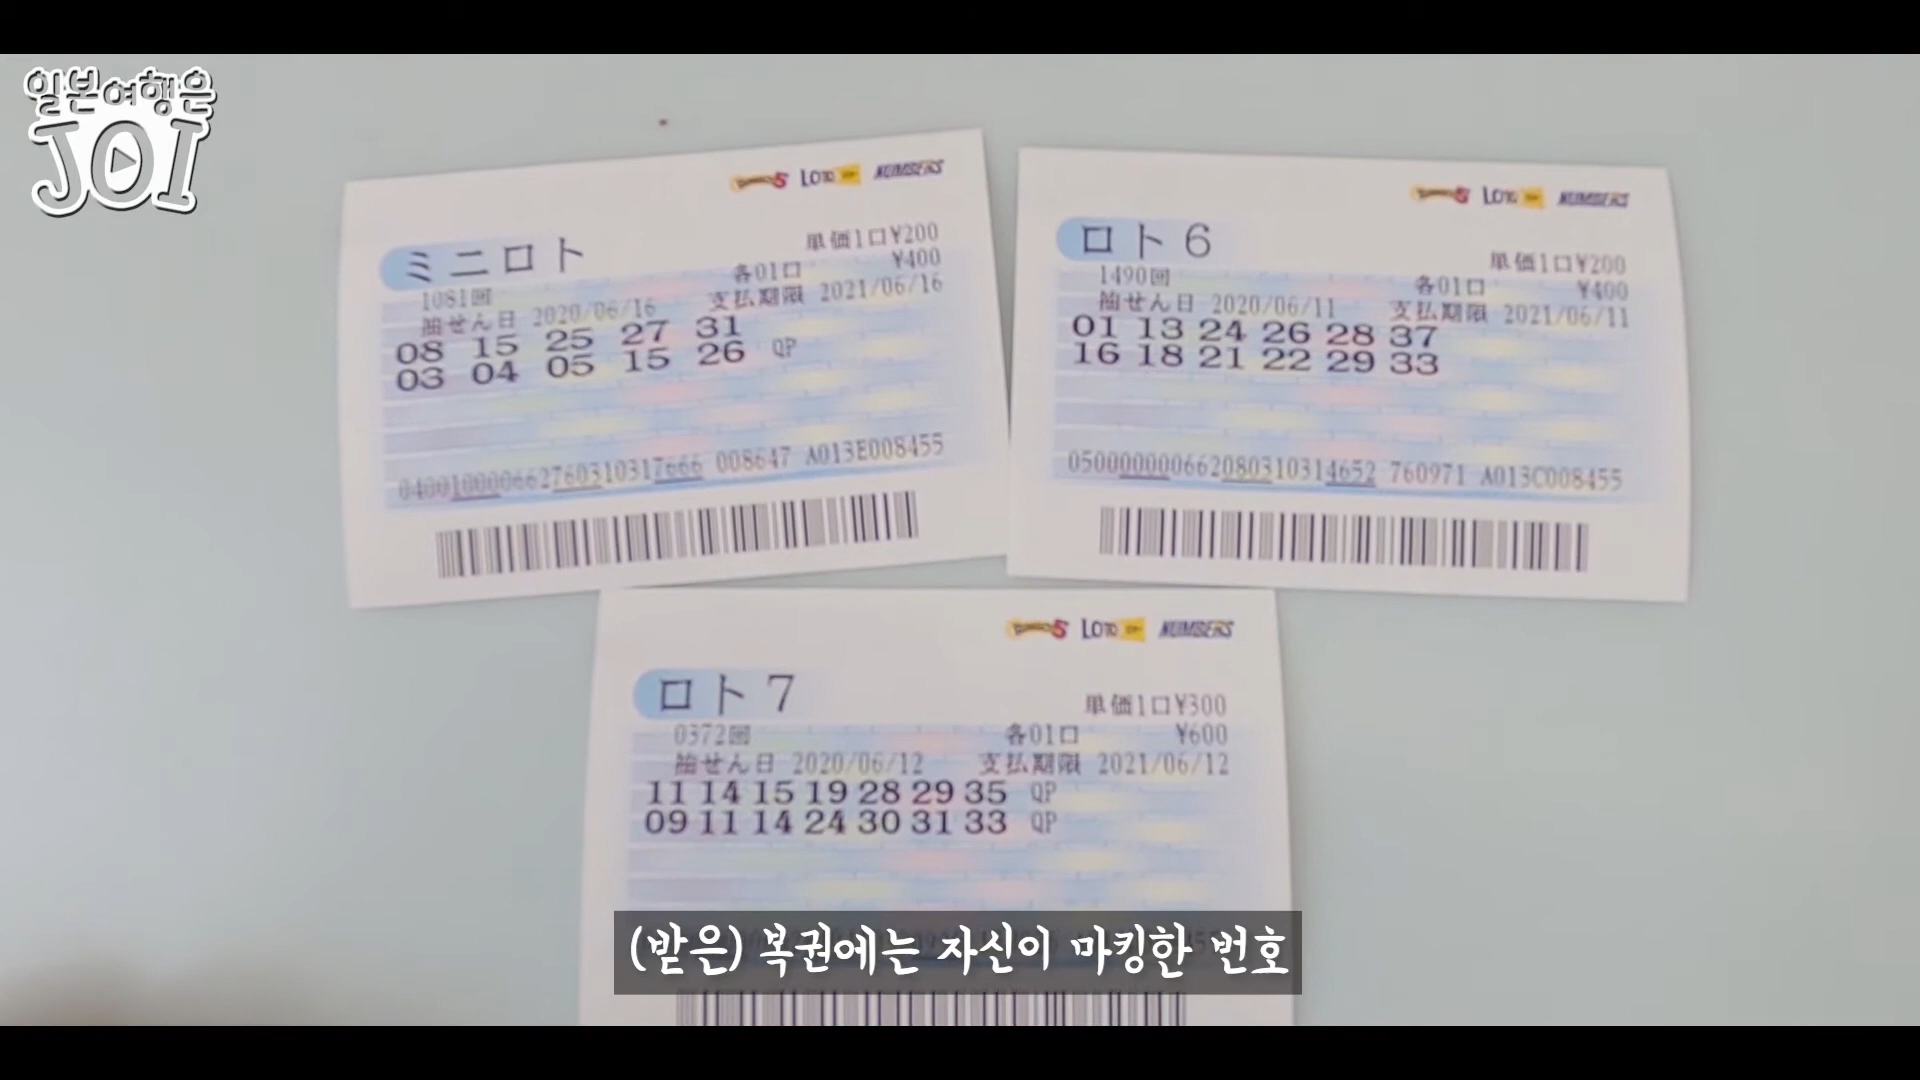 일본여행은
JOI
LOTO NUMBERS
ミニロト
単価1口¥200
1081回 各01口 ¥400
抽せん日 2020/06/16 支払期限 2021/06/16
08 15 25 27 31
03 04 05 15 26 QP
040010000066276031031７666 008647 A013E008455
LOTO NUMBERS
ロト6
単価1口¥200
1490回 各01口 ¥400
抽せん日 2020/06/11 支払期限 2021/06/11
01 13 24 26 28 37
16 18 21 22 29 33
05000000066208031０314652 760971 A013C008455
LOTO NUMBERS
ロト7
単価1口¥300
0372回 各01口 ¥600
抽せん日 2020/06/12 支払期限 2021/06/12
11 14 15 19 28 29 35 QP
09 11 14 24 30 31 33 QP
(받은) 복권에는 자신이 마킹한 번호